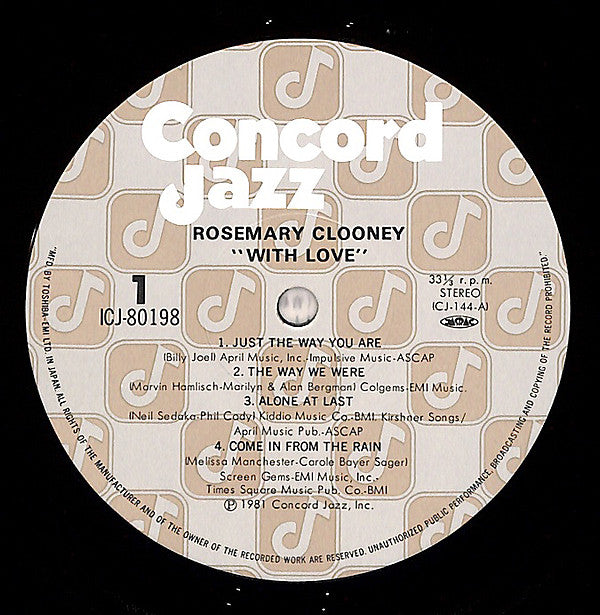 Concord
Jazz
ROSEMARY CLOONEY
"WITH LOVE"
1
ICJ-80198
33⅓ r.p.m.
STEREO
(CJ-144-A)
JASRAC
1. JUST THE WAY YOU ARE
(Billy Joel) April Music, Inc.-Impulsive Music-ASCAP
2. THE WAY WE WERE
(Marvin Hamlisch-Marilyn & Alan Bergman) Colgems-EMI Music.
3. ALONE AT LAST
(Neil Sedaka-Phil Cody) Kiddio Music Co.-BMI. Kirshner Songs/
April Music Pub.-ASCAP
4. COME IN FROM THE RAIN
(Melissa Manchester-Carole Bayer Sager)
Screen Gems-EMI Music, Inc.-
Times Square Music Pub. Co.-BMI
Ⓟ 1981 Concord Jazz, Inc.
"MFD. BY TOSHIBA-EMI LTD. IN JAPAN. ALL RIGHTS OF THE MANUFACTURER AND OF THE OWNER OF THE RECORDED WORK ARE RESERVED. UNAUTHORIZED PUBLIC PERFORMANCE, BROADCASTING AND COPYING OF THE RECORD PROHIBITED."